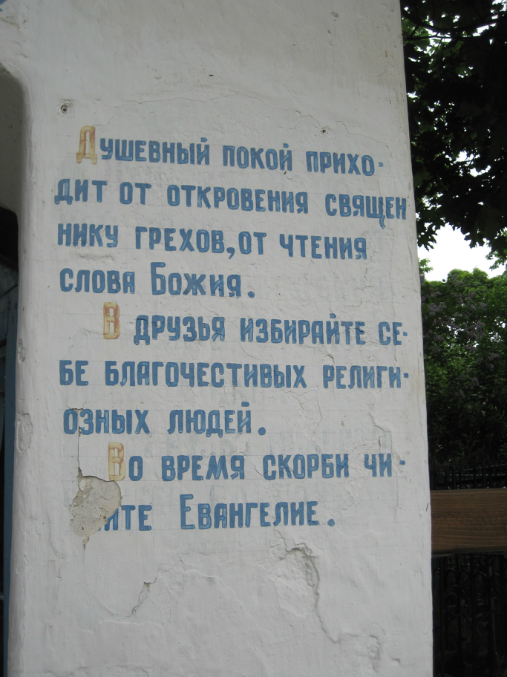 Душевный покой прихо-
дит от откровения священ
нику грехов, от чтения
слова Божия.
В друзья избирайте се-
бе благочестивых религи-
озных людей.
Во время скорби чи-
йте Евангелие.